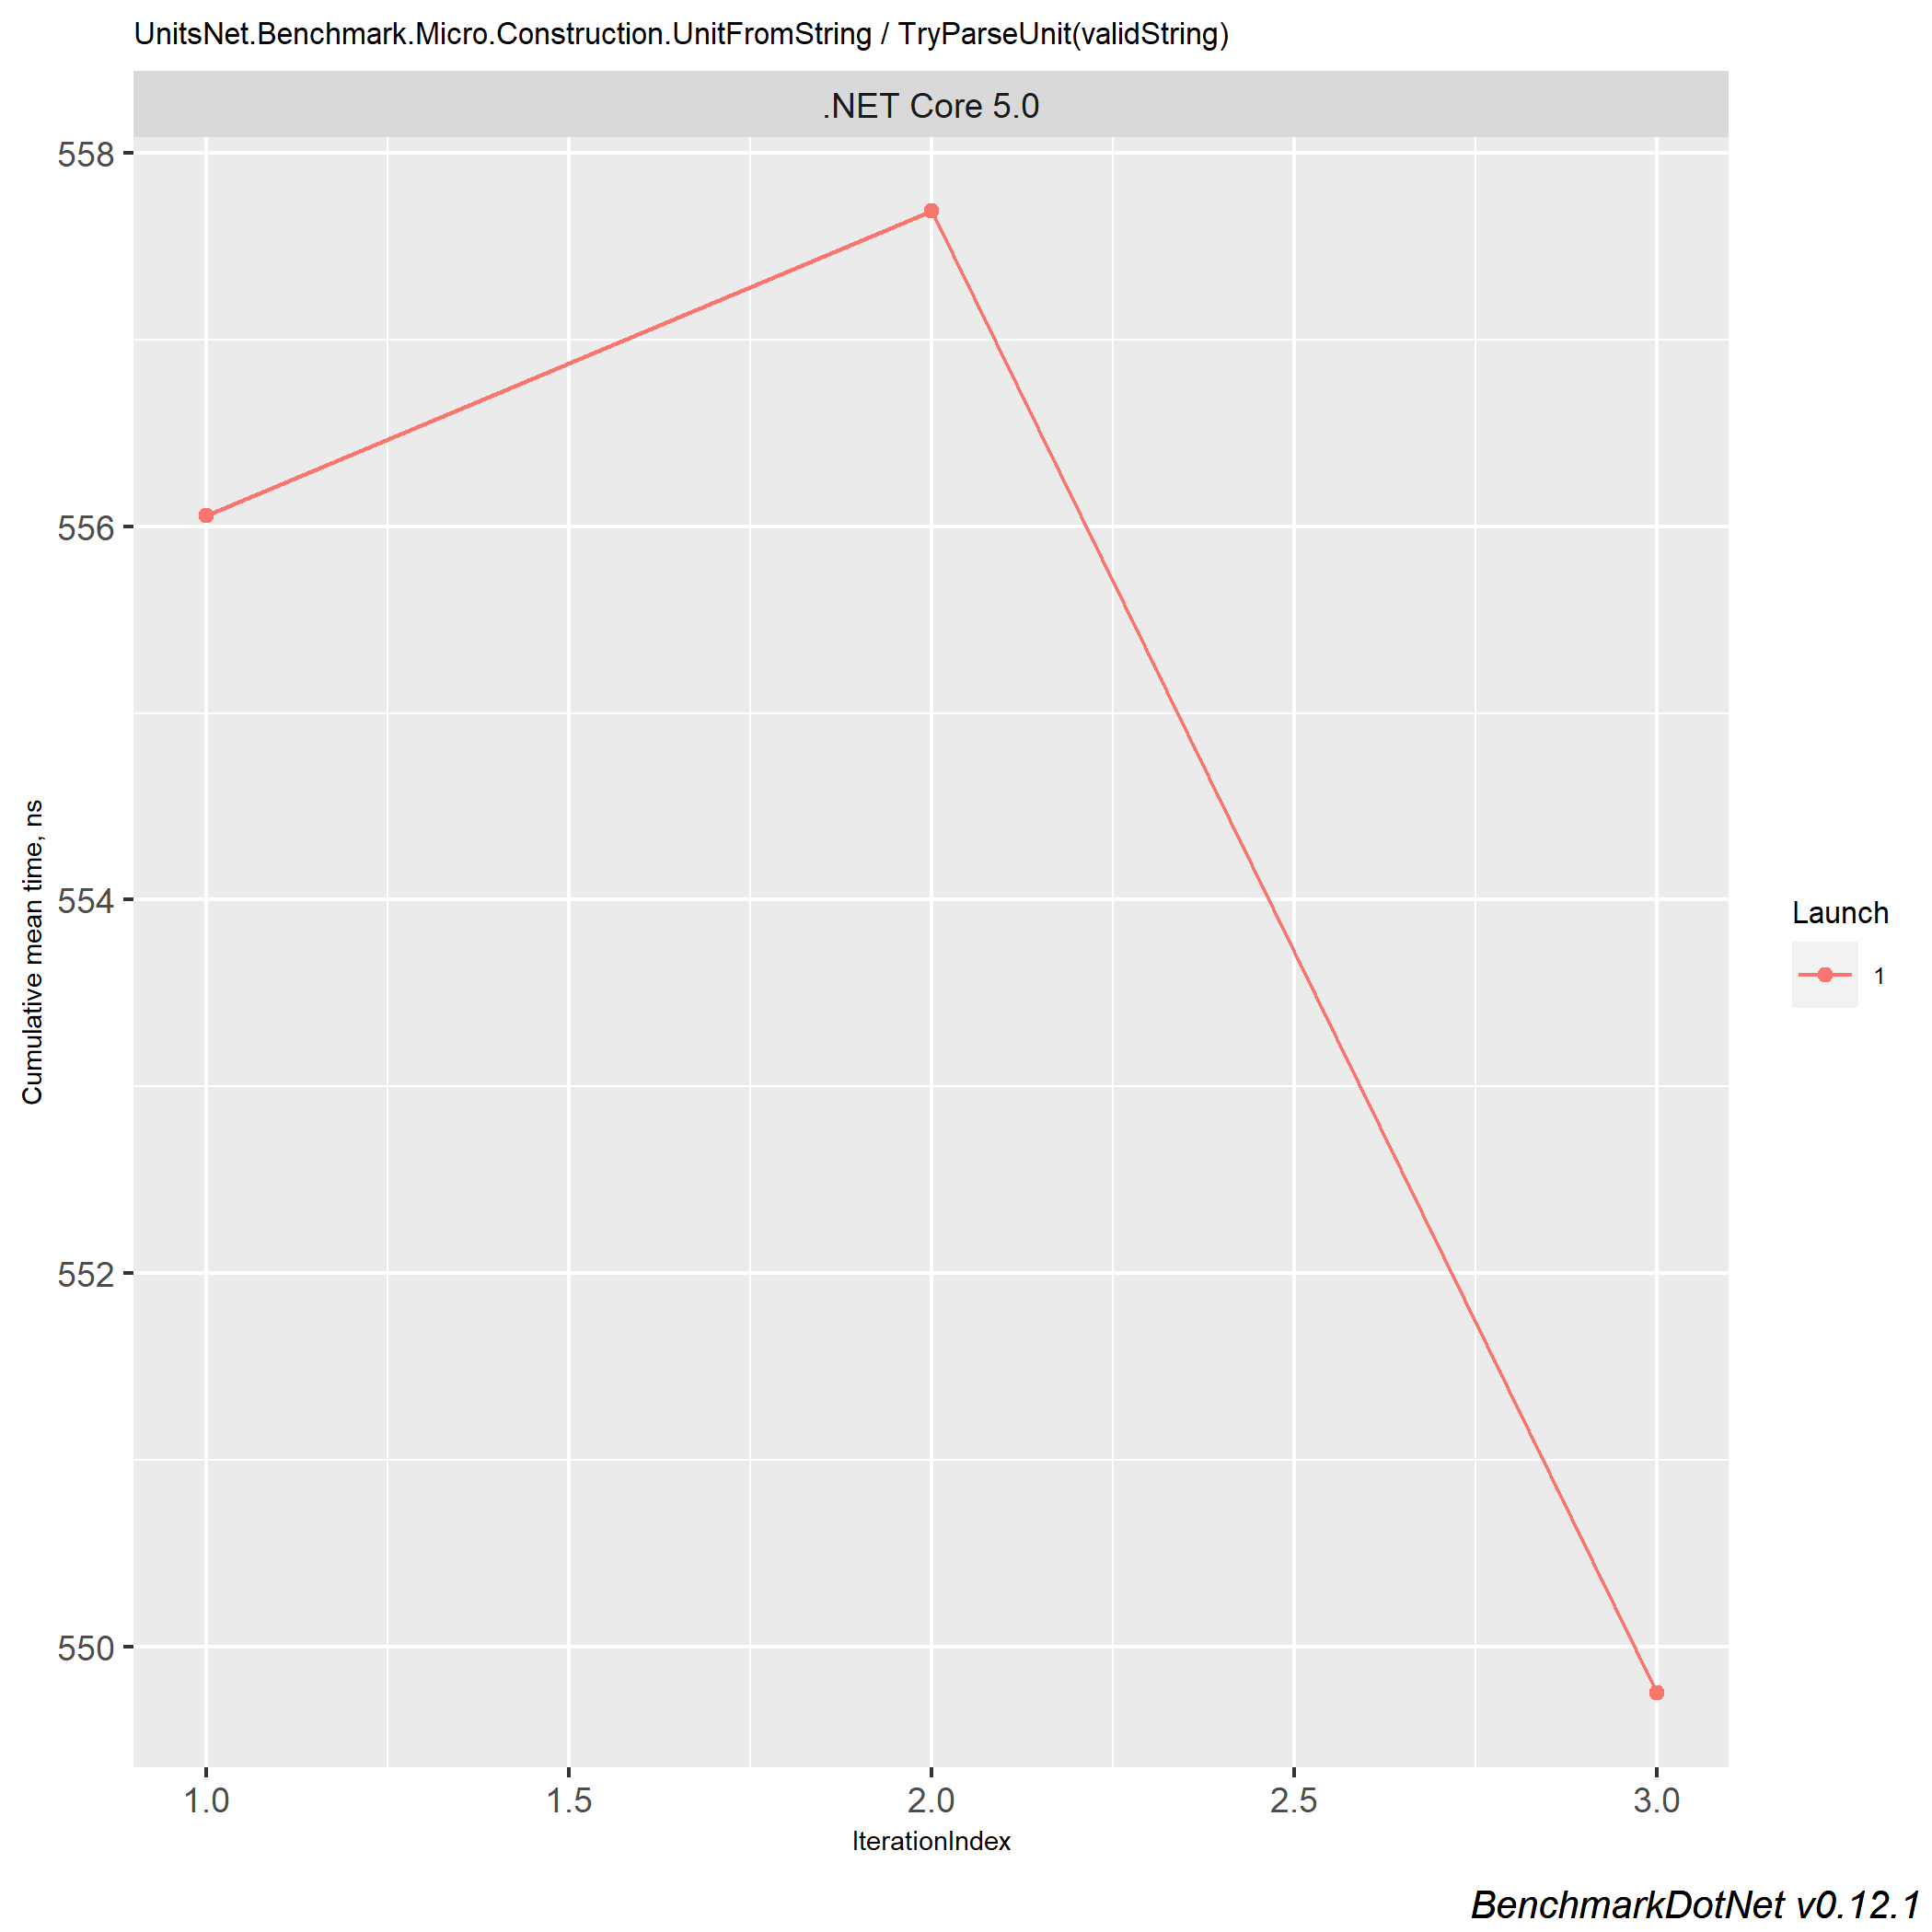 UnitsNet.Benchmark.Micro.Construction.UnitFromString / TryParseUnit(validString)
.NET Core 5.0
558
556
554
552
550
Cumulative mean time, ns
1.0 1.5 2.0 2.5 3.0
IterationIndex
Launch
1
BenchmarkDotNet v0.12.1